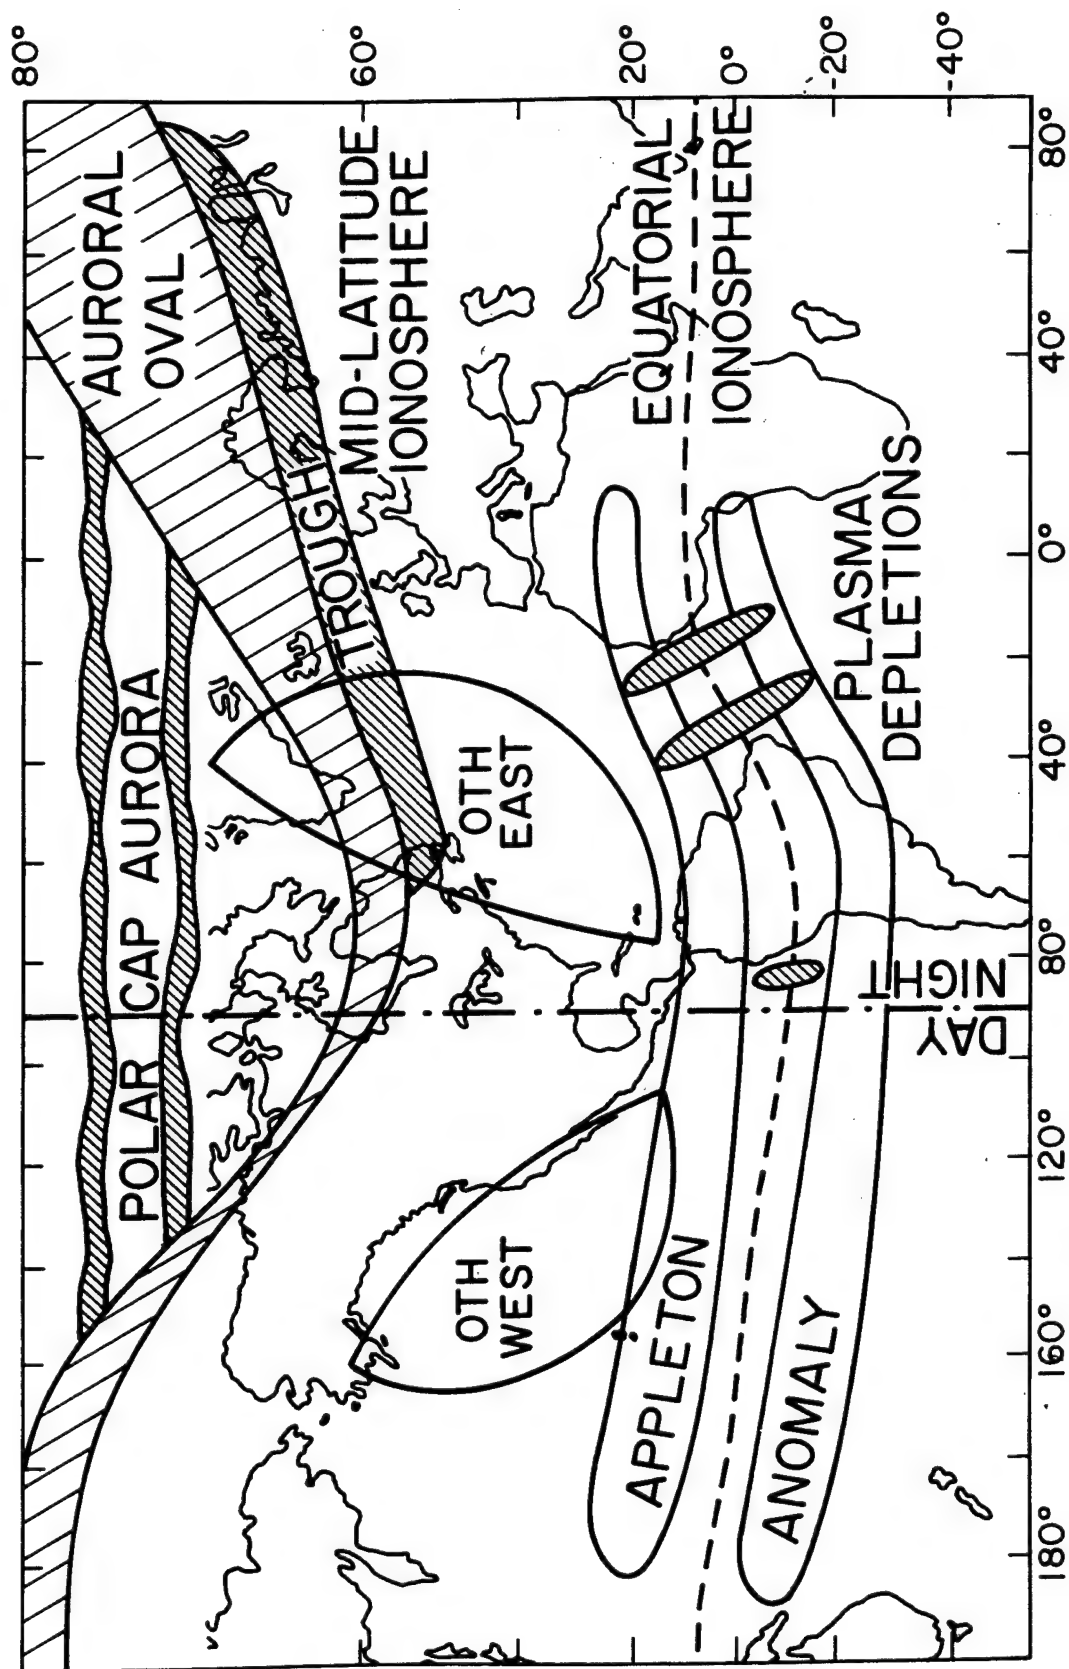 80°
60°
20°
0°
-20°
-40°
180°
160°
120°
80°
40°
0°
40°
80°
POLAR CAP AURORA
AURORAL
OVAL
TROUGH
MID-LATITUDE
IONOSPHERE
OTH
WEST
OTH
EAST
EQUATORIAL
IONOSPHERE
APPLETON
ANOMALY
PLASMA
DEPLETIONS
DAY
NIGHT